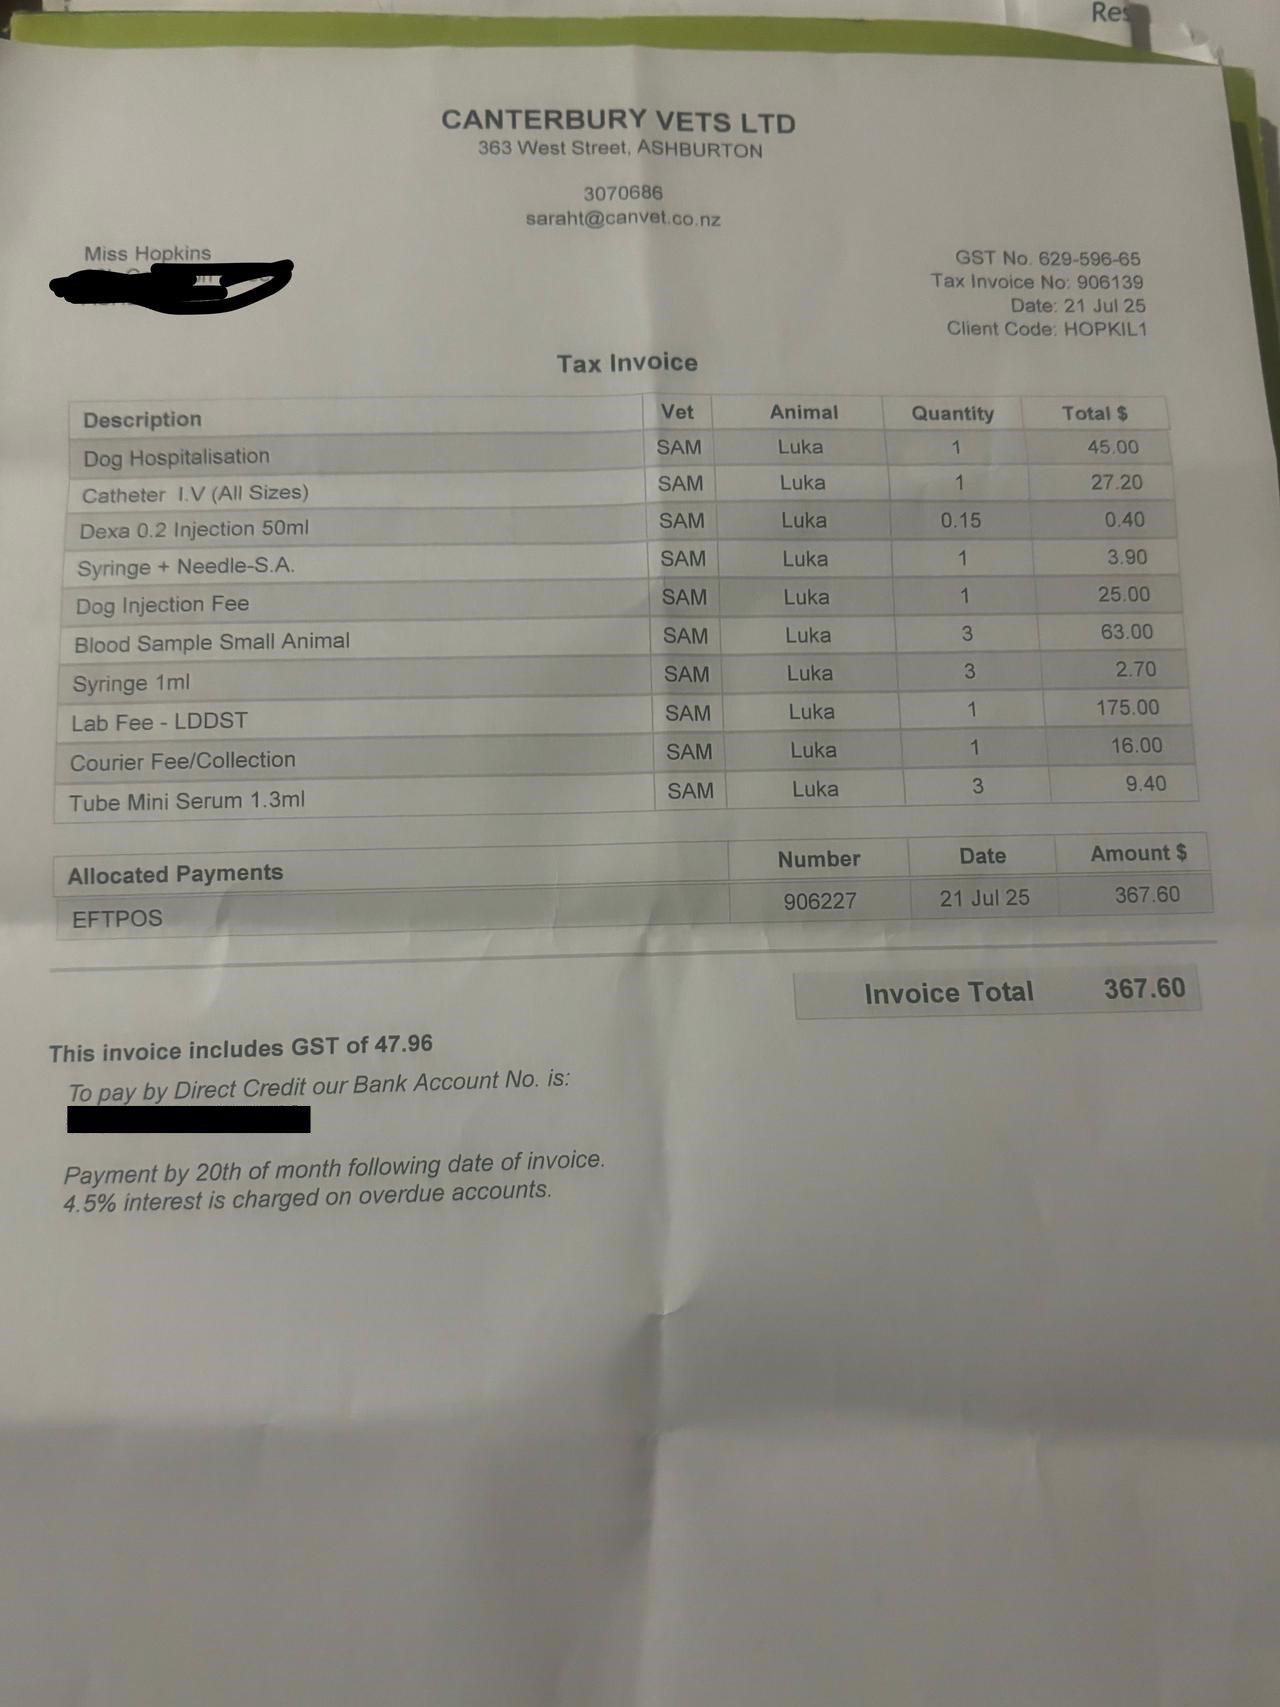 Res
CANTERBURY VETS LTD
363 West Street, ASHBURTON
3070686
saraht@canvet.co.nz
Miss Hopkins
GST No. 629-596-65
Tax Invoice No: 906139
Date: 21 Jul 25
Client Code: HOPKIL1
Tax Invoice
Description Vet Animal Quantity Total $
Dog Hospitalisation SAM Luka 1 45.00
Catheter I.V (All Sizes) SAM Luka 1 27.20
Dexa 0.2 Injection 50ml SAM Luka 0.15 0.40
Syringe + Needle-S.A. SAM Luka 1 3.90
Dog Injection Fee SAM Luka 1 25.00
Blood Sample Small Animal SAM Luka 3 63.00
Syringe 1ml SAM Luka 3 2.70
Lab Fee - LDDST SAM Luka 1 175.00
Courier Fee/Collection SAM Luka 1 16.00
Tube Mini Serum 1.3ml SAM Luka 3 9.40
Allocated Payments Number Date Amount $
EFTPOS 906227 21 Jul 25 367.60
Invoice Total 367.60
This invoice includes GST of 47.96
To pay by Direct Credit our Bank Account No. is:
Payment by 20th of month following date of invoice.
4.5% interest is charged on overdue accounts.